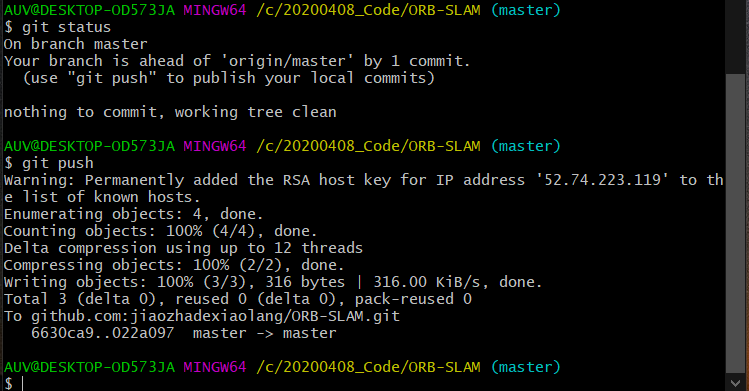 AUV@DESKTOP-OD573JA MINGW64 /c/20200408_Code/ORB-SLAM (master)
$ git status
On branch master
Your branch is ahead of 'origin/master' by 1 commit.
  (use "git push" to publish your local commits)
nothing to commit, working tree clean
AUV@DESKTOP-OD573JA MINGW64 /c/20200408_Code/ORB-SLAM (master)
$ git push
Warning: Permanently added the RSA host key for IP address '52.74.223.119' to th
e list of known hosts.
Enumerating objects: 4, done.
Counting objects: 100% (4/4), done.
Delta compression using up to 12 threads
Compressing objects: 100% (2/2), done.
Writing objects: 100% (3/3), 316 bytes | 316.00 KiB/s, done.
Total 3 (delta 0), reused 0 (delta 0), pack-reused 0
To github.com:jiaozhadexiaolang/ORB-SLAM.git
   6630ca9..022a097  master -> master
AUV@DESKTOP-OD573JA MINGW64 /c/20200408_Code/ORB-SLAM (master)
$